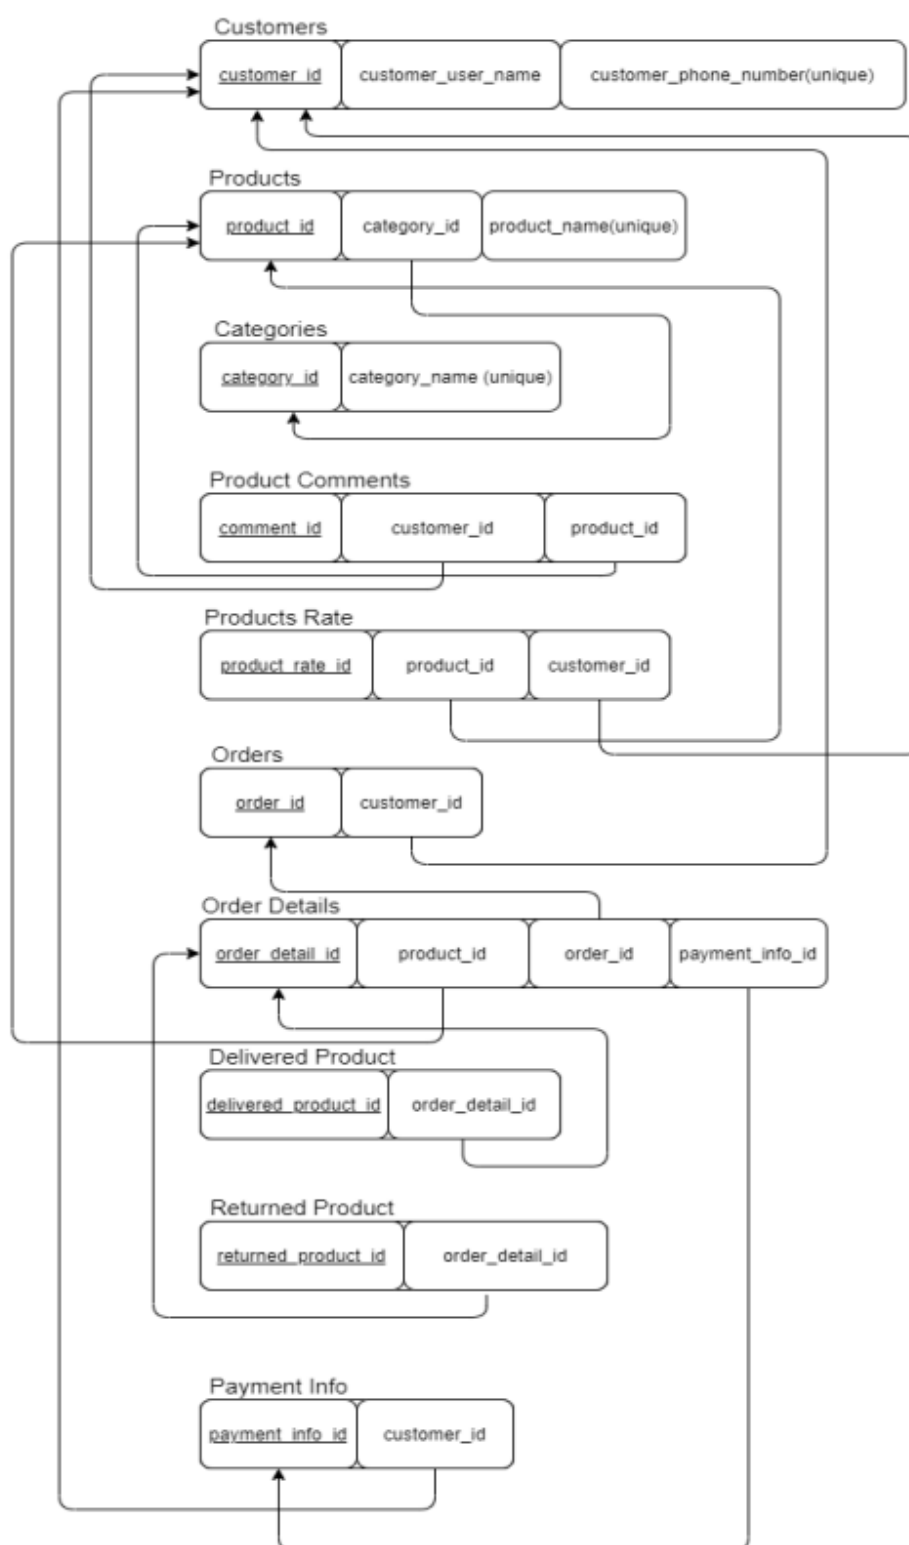 Customers
customer_id customer_user_name customer_phone_number(unique)
Products
product_id category_id product_name(unique)
Categories
category_id category_name (unique)
Product Comments
comment_id customer_id product_id
Products Rate
product_rate_id product_id customer_id
Orders
order_id customer_id
Order Details
order_detail_id product_id order_id payment_info_id
Delivered Product
delivered_product_id order_detail_id
Returned Product
returned_product_id order_detail_id
Payment Info
payment_info_id customer_id